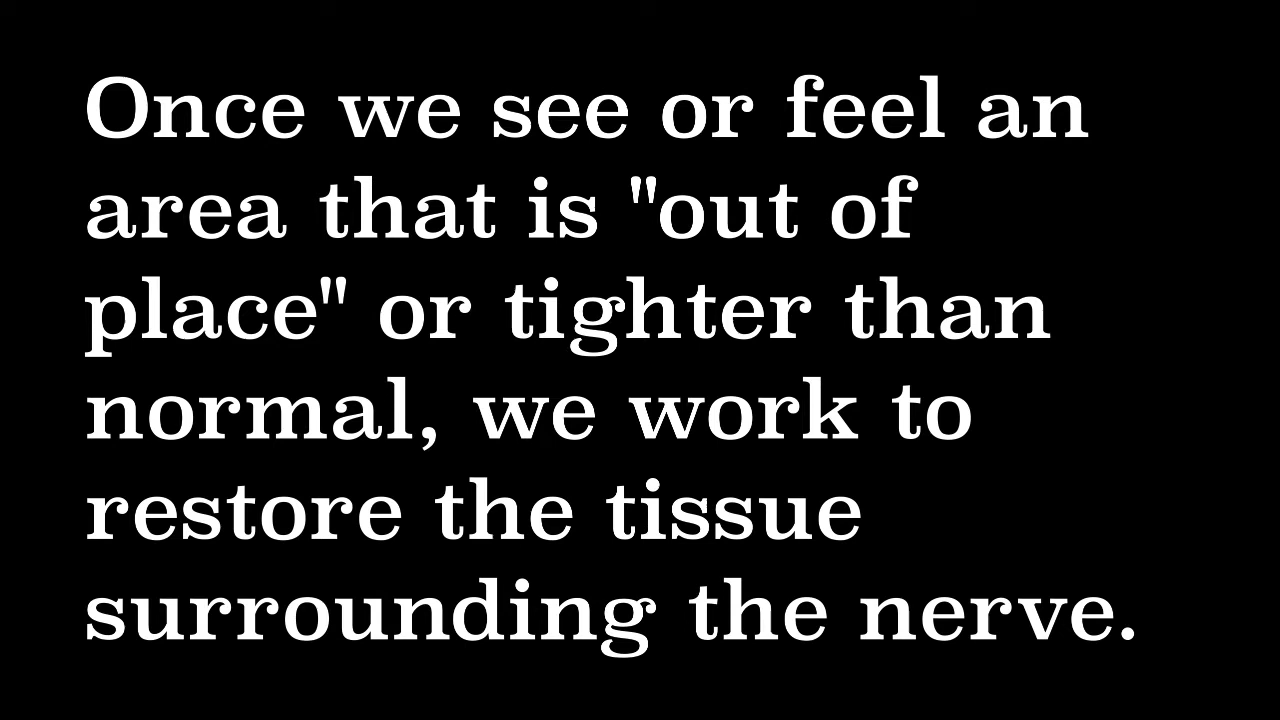 Once we see or feel an
area that is "out of
place" or tighter than
normal, we work to
restore the tissue
surrounding the nerve.